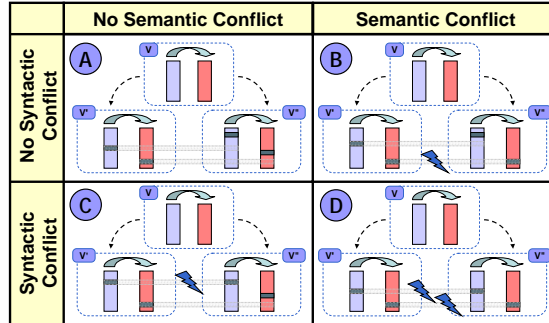 No Semantic Conflict
Semantic Conflict
No Syntactic
Conflict
A
V
V'
V"
B
V
V'
V"
Syntactic
Conflict
C
V
V'
V"
D
V
V'
V"